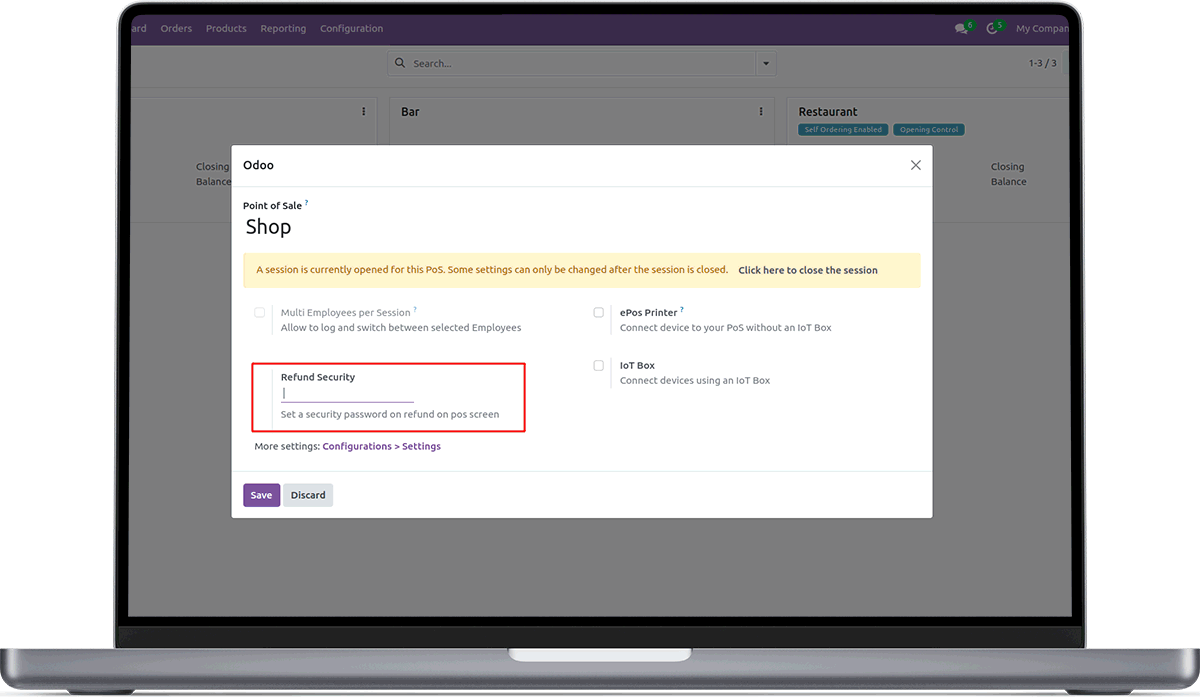 ard Orders Products Reporting Configuration 6 5 My Compan
Search...
1-3 / 3
Bar
Restaurant
Self Ordering Enabled Opening Control
Closing
Balance
Closing
Balance
Odoo
Point of Sale ?
Shop
A session is currently opened for this PoS. Some settings can only be changed after the session is closed. Click here to close the session
Multi Employees per Session ?
Allow to log and switch between selected Employees
ePos Printer ?
Connect device to your PoS without an IoT Box
Refund Security
Set a security password on refund on pos screen
IoT Box
Connect devices using an IoT Box
More settings: Configurations > Settings
Save Discard